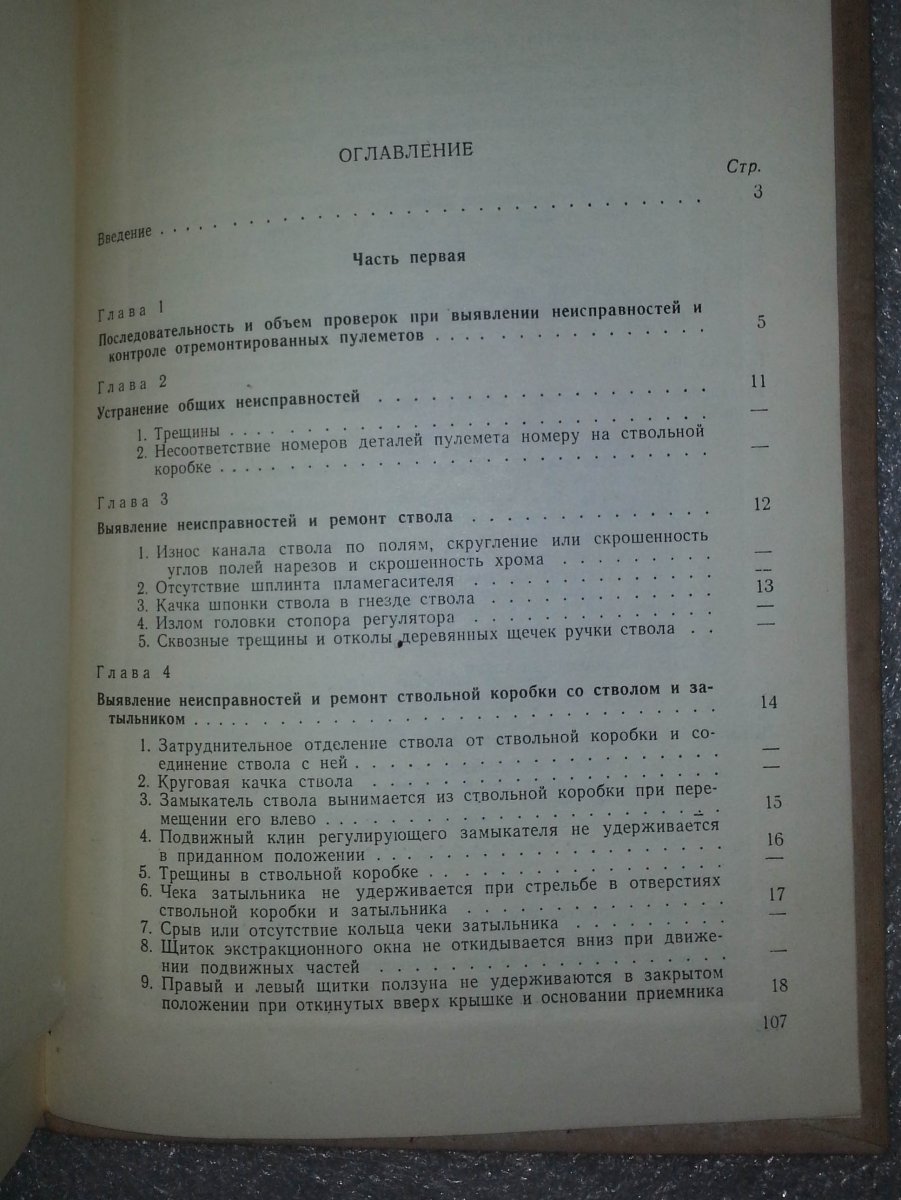 ОГЛАВЛЕНИЕ
Стр.
Введение . . . . . . . . . . . . . . . . . . . . . . . . . . . . . . 3
Часть первая
Глава 1
Последовательность и объем проверок при выявлении неисправностей и
контроле отремонтированных пулеметов . . . . . . . . . . . . . . . 5
Глава 2
Устранение общих неисправностей . . . . . . . . . . . . . . . . . . 11
1. Трещины . . . . . . . . . . . . . . . . . . . . . . . . . . —
2. Несоответствие номеров деталей пулемета номеру на ствольной
коробке . . . . . . . . . . . . . . . . . . . . . . . . . . —
Глава 3
Выявление неисправностей и ремонт ствола . . . . . . . . . . . . . 12
1. Износ канала ствола по полям, скругление или скрошенность
углов полей нарезов и скрошенность хрома . . . . . . . . . —
2. Отсутствие шплинта пламегасителя . . . . . . . . . . . . . —
3. Качка шпонки ствола в гнезде ствола . . . . . . . . . . . . 13
4. Излом головки стопора регулятора . . . . . . . . . . . . . —
5. Сквозные трещины и отколы деревянных щечек ручки ствола . . —
Глава 4
Выявление неисправностей и ремонт ствольной коробки со стволом и за-
тыльником . . . . . . . . . . . . . . . . . . . . . . . . . . . . 14
1. Затруднительное отделение ствола от ствольной коробки и со-
единение ствола с ней . . . . . . . . . . . . . . . . . . . —
2. Круговая качка ствола . . . . . . . . . . . . . . . . . . . —
3. Замыкатель ствола вынимается из ствольной коробки при пере-
мещении его влево . . . . . . . . . . . . . . . . . . . . . 15
4. Подвижный клин регулирующего замыкателя не удерживается
в приданном положении . . . . . . . . . . . . . . . . . . . 16
5. Трещины в ствольной коробке . . . . . . . . . . . . . . . . —
6. Чека затыльника не удерживается при стрельбе в отверстиях
ствольной коробки и затыльника . . . . . . . . . . . . . . 17
7. Срыв или отсутствие кольца чеки затыльника . . . . . . . . —
8. Щиток экстракционного окна не откидывается вниз при движе-
нии подвижных частей . . . . . . . . . . . . . . . . . . . —
9. Правый и левый щитки ползуна не удерживаются в закрытом
положении при откинутых вверх крышке и основании приемника 18
107